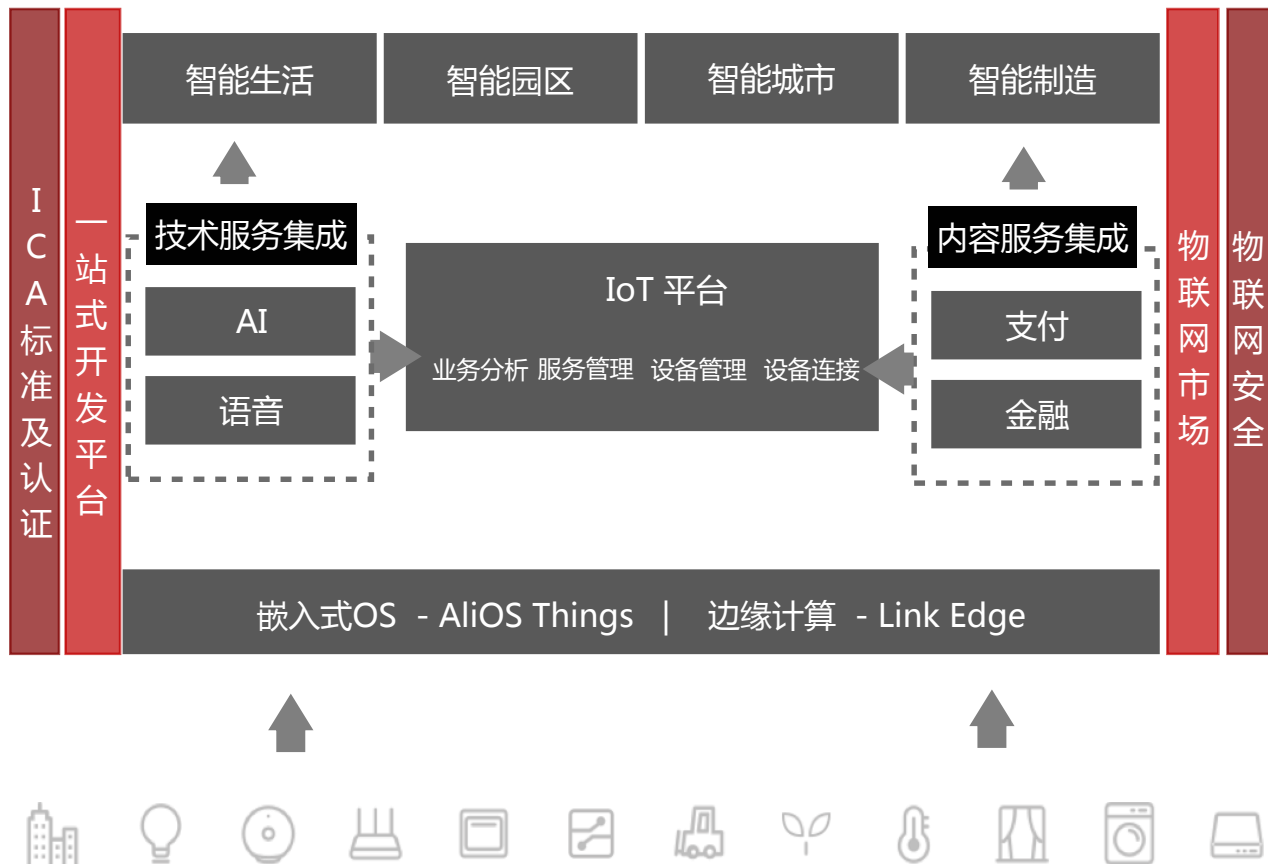 ICA标准及认证
一站式开发平台
智能生活
智能园区
智能城市
智能制造
技术服务集成
AI
语音
IoT 平台
业务分析 服务管理 设备管理 设备连接
内容服务集成
支付
金融
嵌入式OS - AliOS Things | 边缘计算 - Link Edge
物联网市场
物联网安全